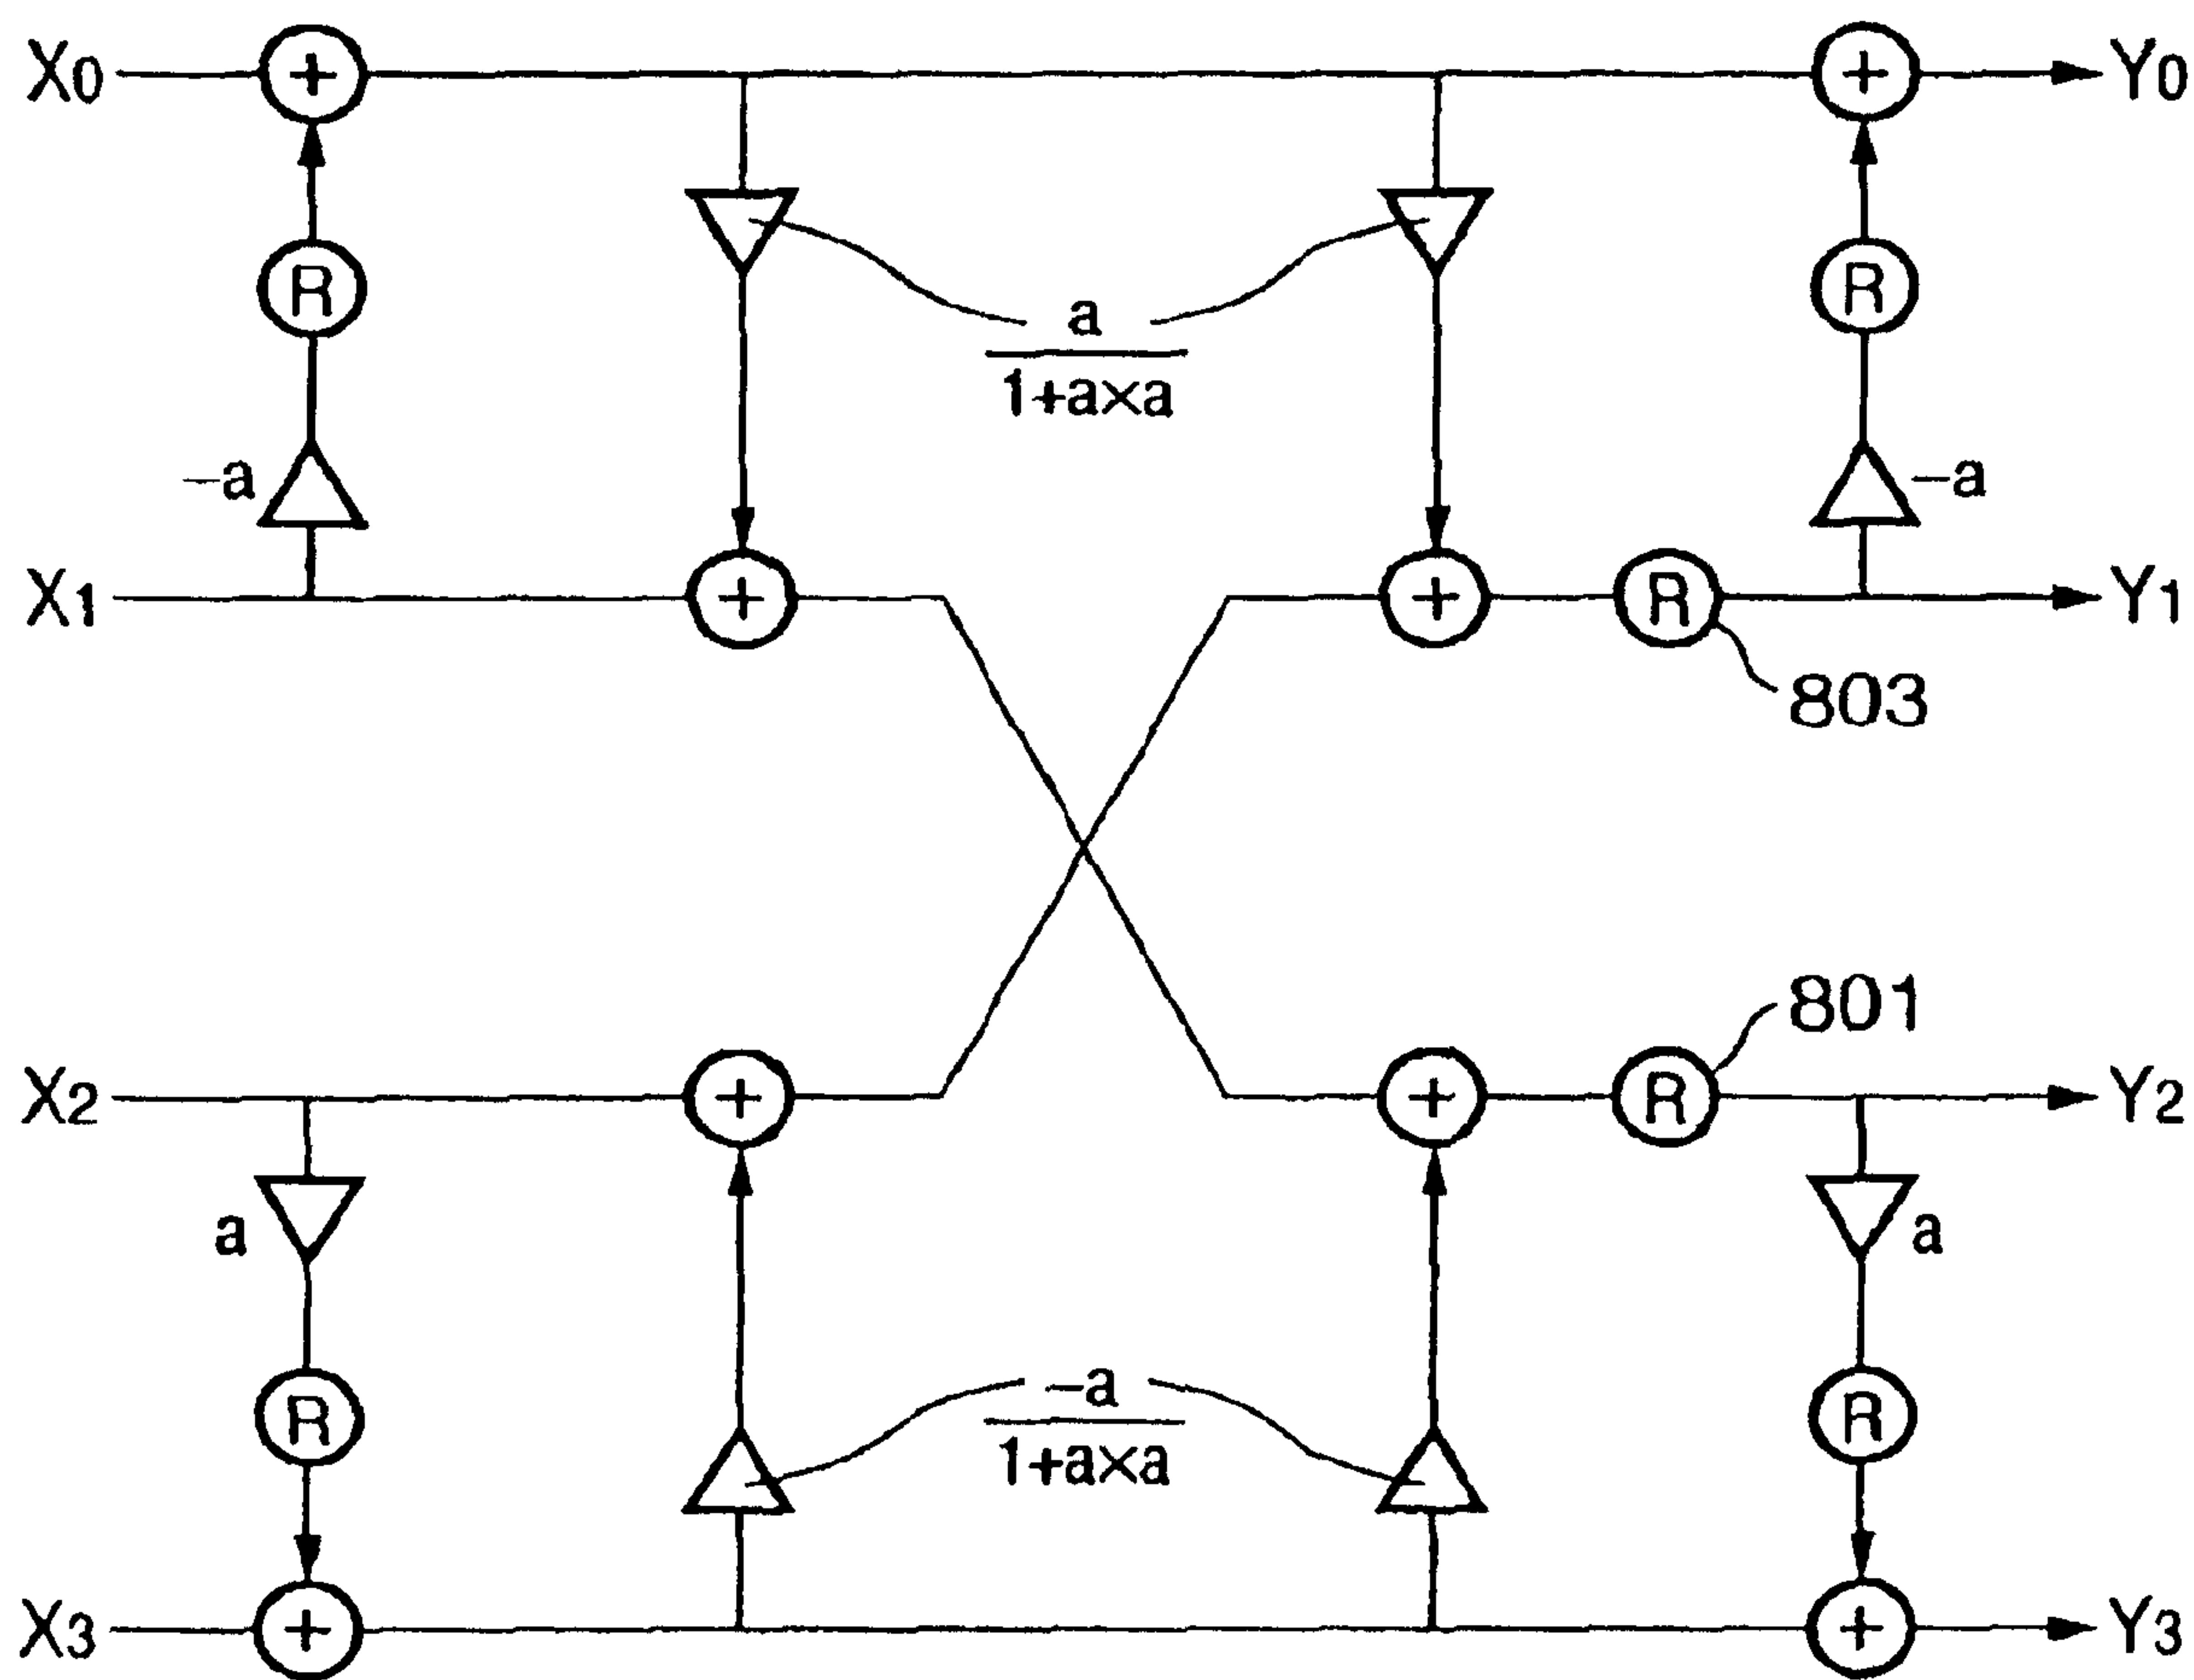 X0 + + Y0
R R
a
1+a×a
–a –a
X1 + + R Y1
803
801
X2 + + R Y2
a a
–a
1+a×a
R R
X3 + + Y3